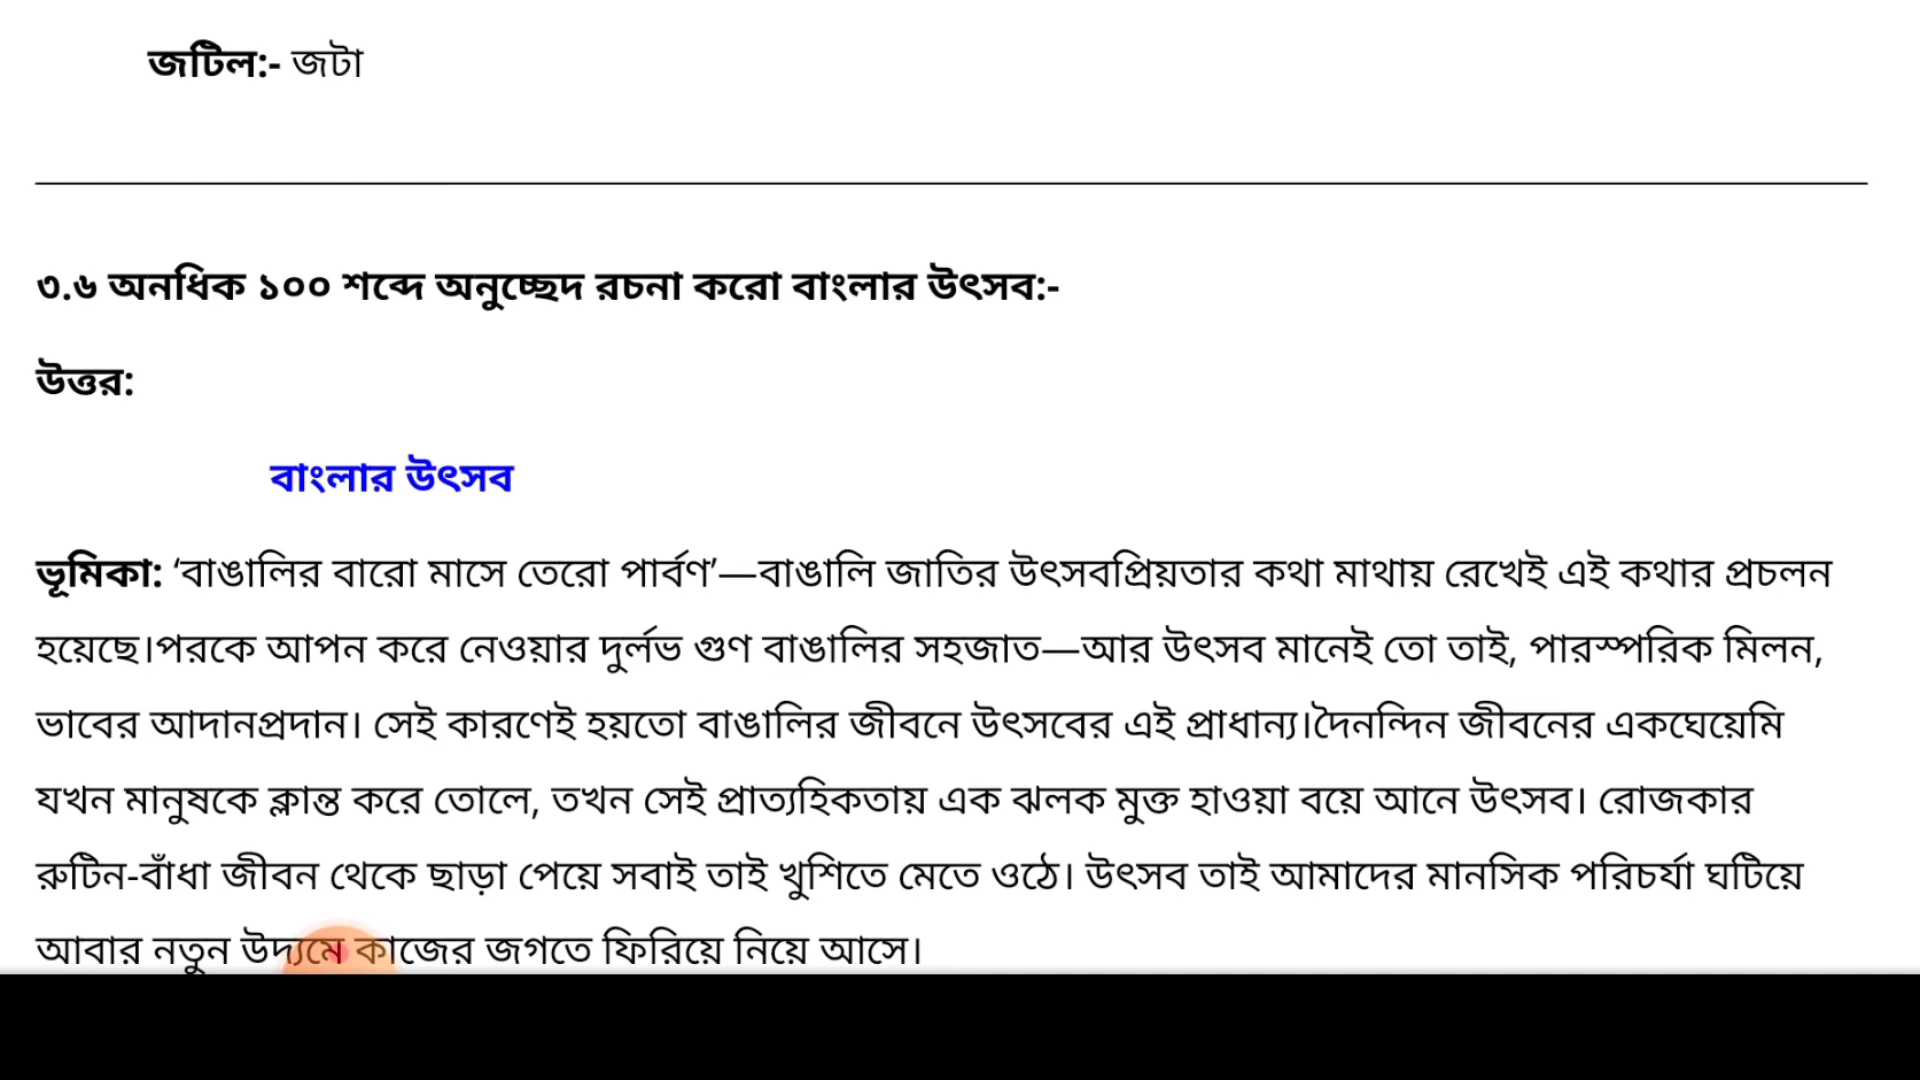 জটিল:- জটা
৩.৬ অনধিক ১০০ শব্দে অনুচ্ছেদ রচনা করো বাংলার উৎসব:-
উত্তর:
বাংলার উৎসব
ভূমিকা: ‘বাঙালির বারো মাসে তেরো পার্বণ’—বাঙালি জাতির উৎসবপ্রিয়তার কথা মাথায় রেখেই এই কথার প্রচলন
হয়েছে।পরকে আপন করে নেওয়ার দুর্লভ গুণ বাঙালির সহজাত—আর উৎসব মানেই তো তাই, পারস্পরিক মিলন,
ভাবের আদানপ্রদান। সেই কারণেই হয়তো বাঙালির জীবনে উৎসবের এই প্রাধান্য।দৈনন্দিন জীবনের একঘেয়েমি
যখন মানুষকে ক্লান্ত করে তোলে, তখন সেই প্রাত্যহিকতায় এক ঝলক মুক্ত হাওয়া বয়ে আনে উৎসব। রোজকার
রুটিন-বাঁধা জীবন থেকে ছাড়া পেয়ে সবাই তাই খুশিতে মেতে ওঠে। উৎসব তাই আমাদের মানসিক পরিচর্যা ঘটিয়ে
আবার নতুন উদ্যমে কাজের জগতে ফিরিয়ে নিয়ে আসে।